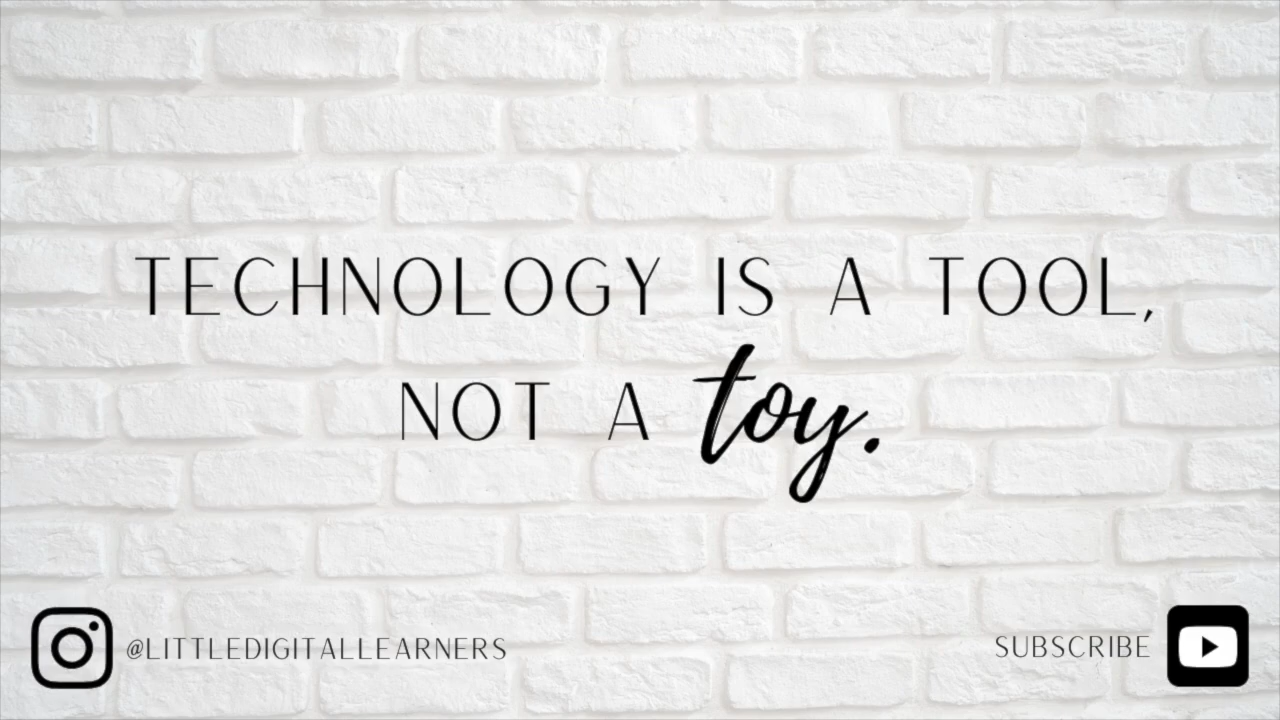 TECHNOLOGY IS A TOOL,
NOT A toy.
@LITTLEDIGITALLEARNERS
SUBSCRIBE